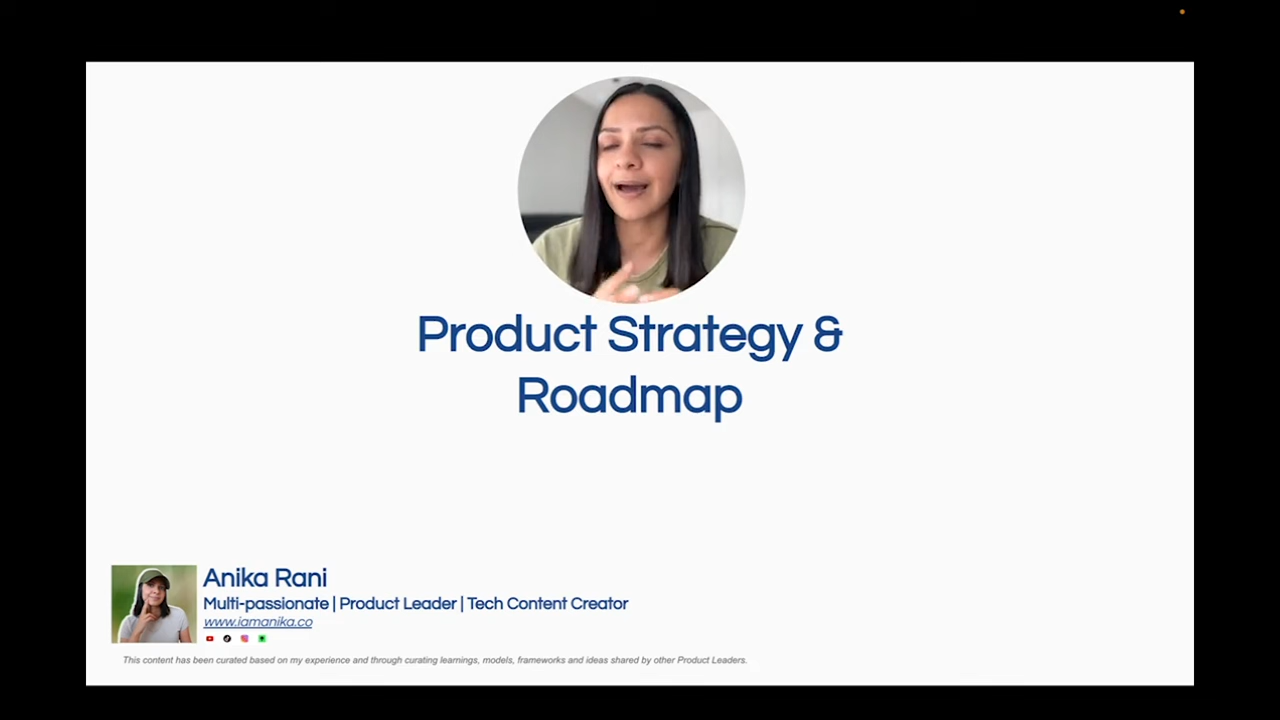 Product Strategy &
Roadmap
Anika Rani
Multi-passionate | Product Leader | Tech Content Creator
www.iamanika.co
This content has been curated based on my experience and through curating learnings, models, frameworks and ideas shared by other Product Leaders.